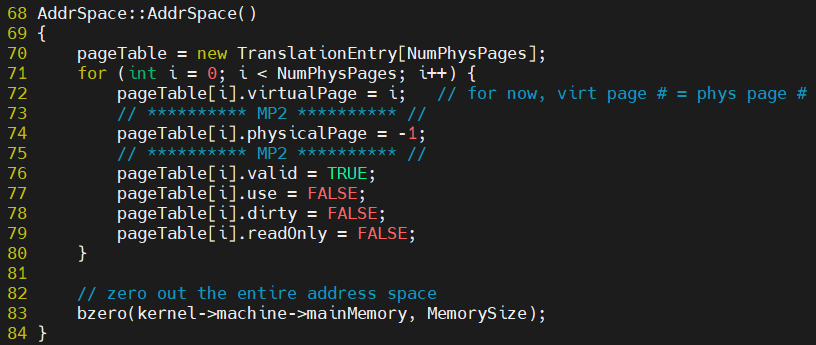 68 AddrSpace::AddrSpace()
69 {
70     pageTable = new TranslationEntry[NumPhysPages];
71     for (int i = 0; i < NumPhysPages; i++) {
72         pageTable[i].virtualPage = i;   // for now, virt page # = phys page #
73         // ********** MP2 ********** //
74         pageTable[i].physicalPage = -1;
75         // ********** MP2 ********** //
76         pageTable[i].valid = TRUE;
77         pageTable[i].use = FALSE;
78         pageTable[i].dirty = FALSE;
79         pageTable[i].readOnly = FALSE;
80     }
81
82     // zero out the entire address space
83     bzero(kernel->machine->mainMemory, MemorySize);
84 }